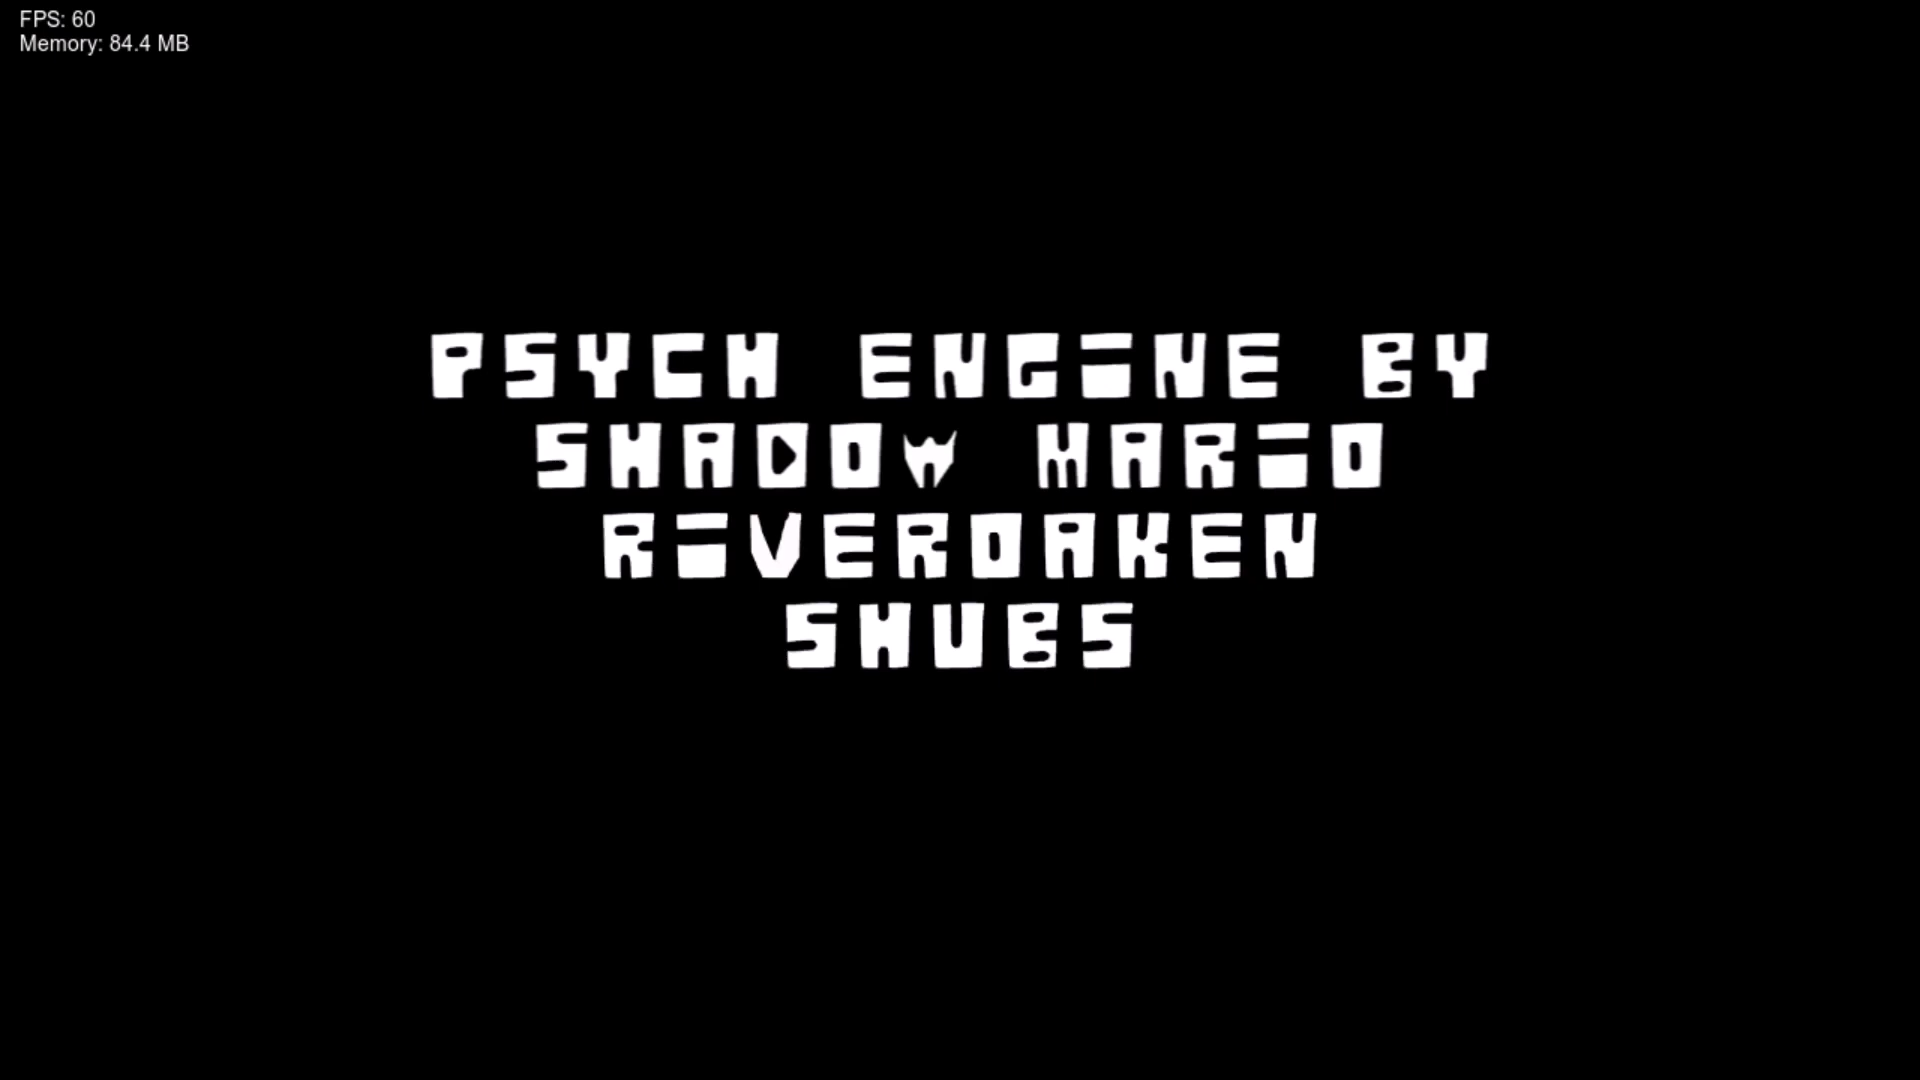 FPS: 60
Memory: 84.4 MB
PSYCH ENGINE BY
SHADOW MARIO
RIVEROAKEN
SHUBS